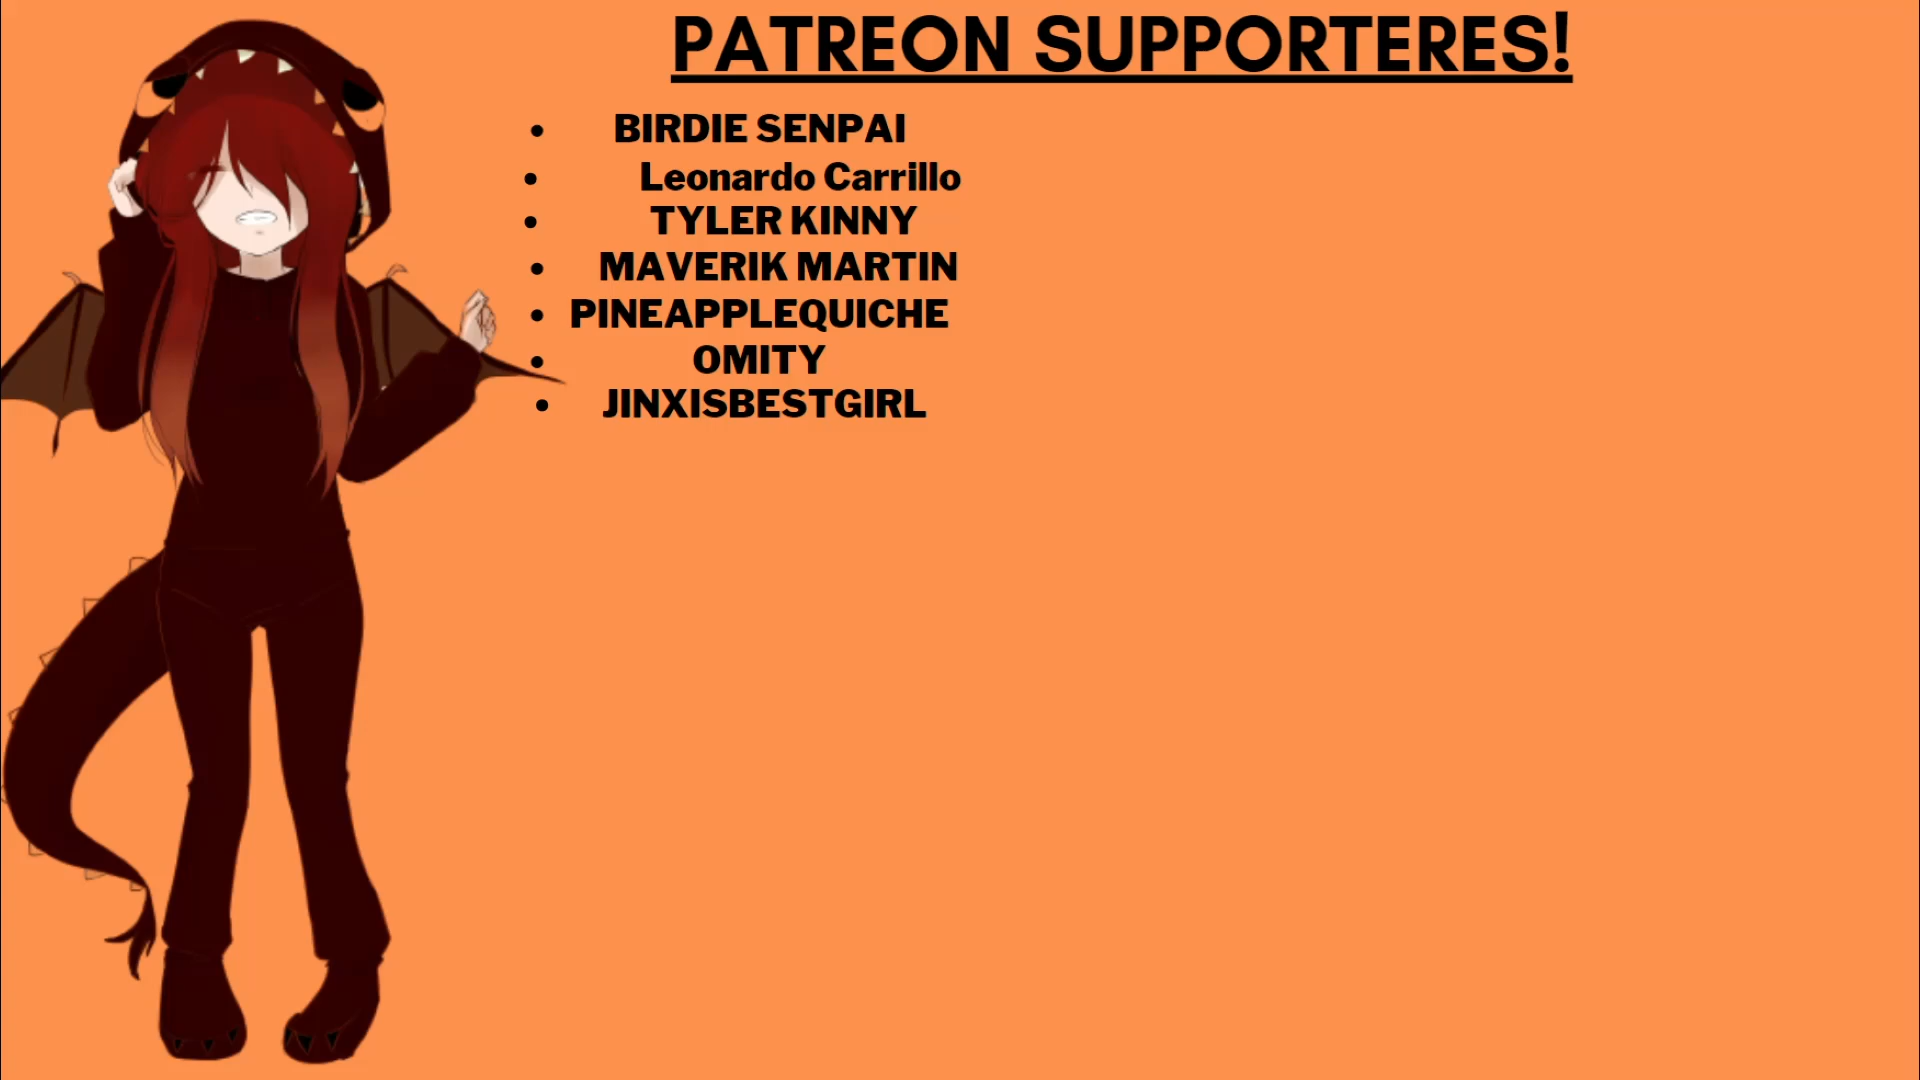 PATREON SUPPORTERES!
• BIRDIE SENPAI
• Leonardo Carrillo
• TYLER KINNY
• MAVERIK MARTIN
• PINEAPPLEQUICHE
• OMITY
• JINXISBESTGIRL